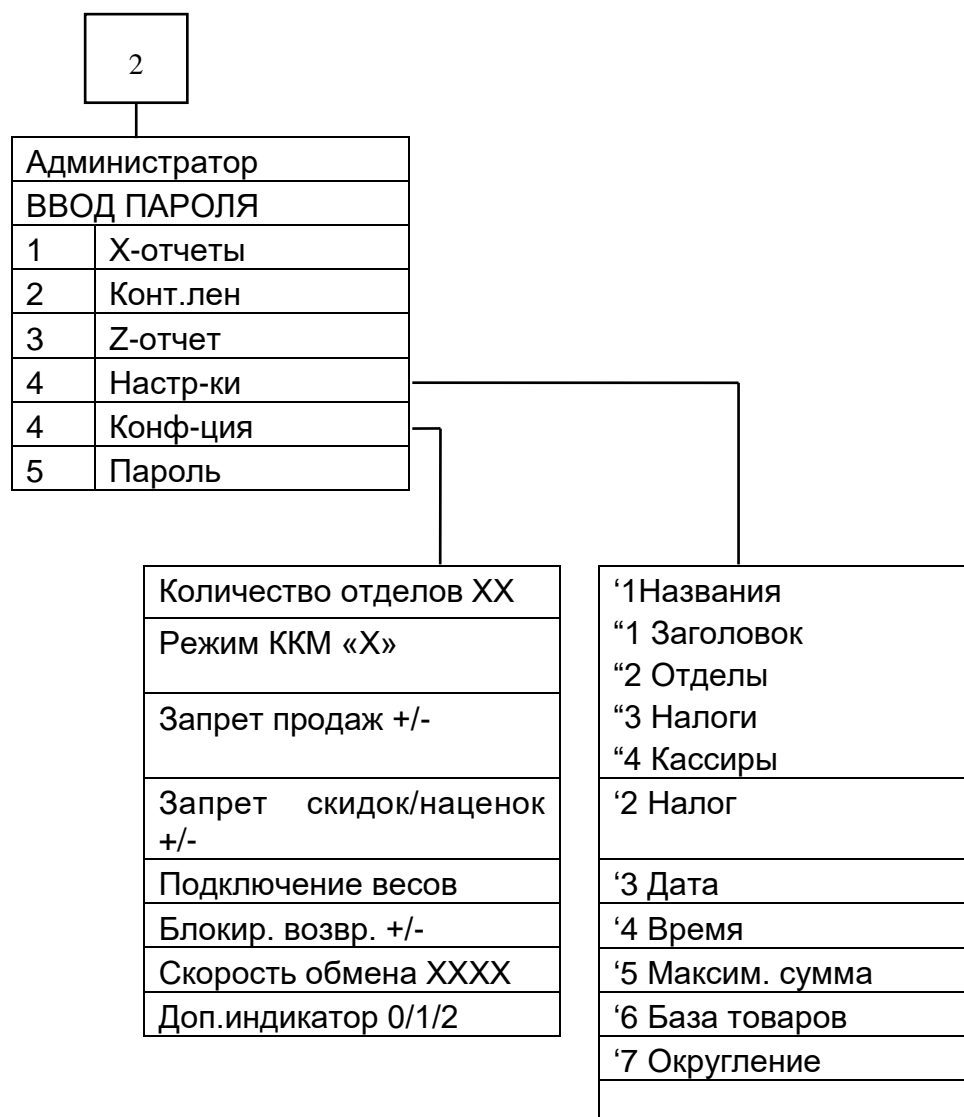 2
Администратор
ВВОД ПАРОЛЯ
1 Х-отчеты
2 Конт.лен
3 Z-отчет
4 Настр-ки
4 Конф-ция
5 Пароль
Количество отделов ХХ
Режим ККМ «Х»
Запрет продаж +/-
Запрет скидок/наценок
+/-
Подключение весов
Блокир. возвр. +/-
Скорость обмена ХХХХ
Доп.индикатор 0/1/2
‘1Названия
“1 Заголовок
“2 Отделы
“3 Налоги
“4 Кассиры
‘2 Налог
‘3 Дата
‘4 Время
‘5 Максим. сумма
‘6 База товаров
‘7 Округление